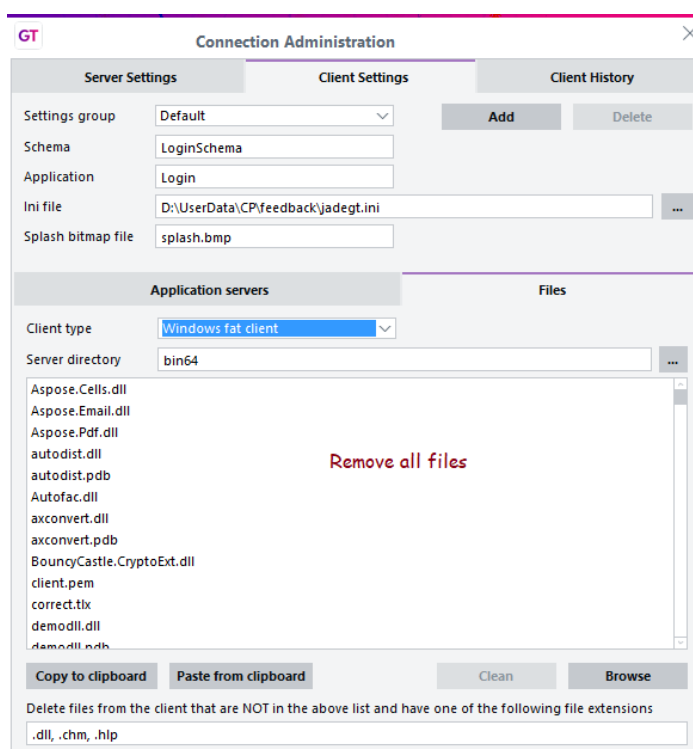 GT
Connection Administration
Server Settings Client Settings Client History
Settings group Default Add Delete
Schema LoginSchema
Application Login
Ini file D:\UserData\CP\feedback\jadegt.ini ...
Splash bitmap file splash.bmp
Application servers Files
Client type Windows fat client
Server directory bin64 ...
Aspose.Cells.dll
Aspose.Email.dll
Aspose.Pdf.dll
autodist.dll
Remove all files
autodist.pdb
Autofac.dll
axconvert.dll
axconvert.pdb
BouncyCastle.CryptoExt.dll
client.pem
correct.tlx
demodll.dll
demodll.pdb
Copy to clipboard Paste from clipboard Clean Browse
Delete files from the client that are NOT in the above list and have one of the following file extensions
.dll, .chm, .hlp